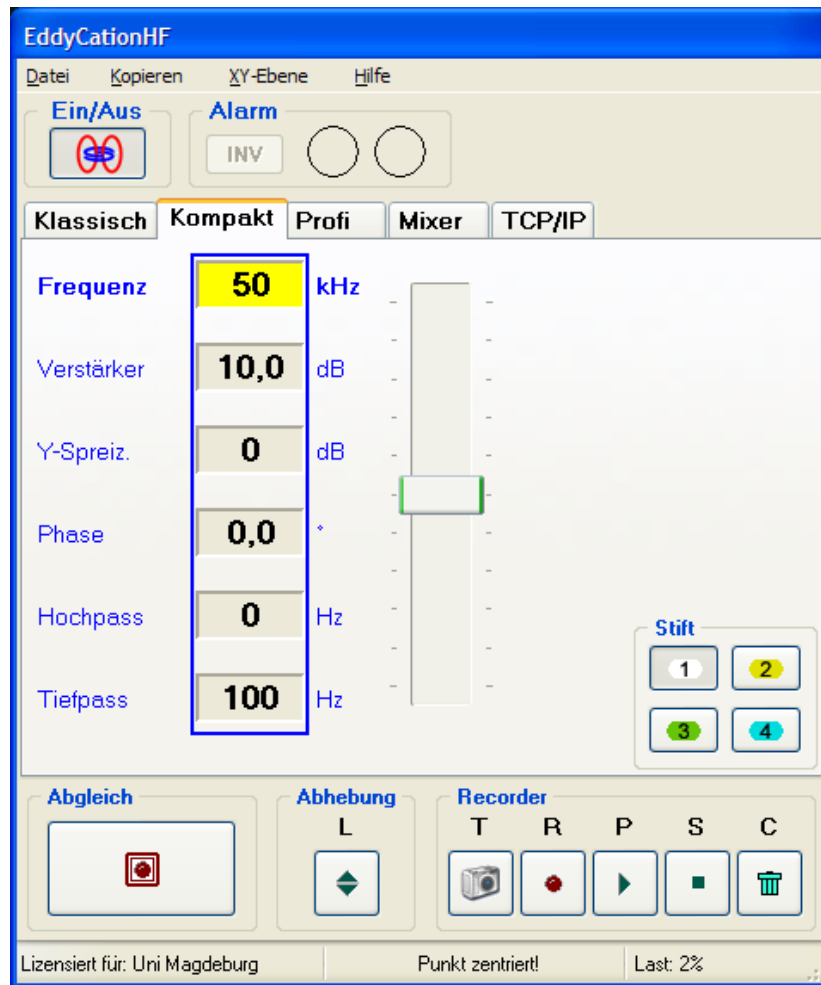 EddyCationHF
Datei Kopieren XY-Ebene Hilfe
Ein/Aus Alarm
INV
Klassisch Kompakt Profi Mixer TCP/IP
Frequenz 50 kHz
Verstärker 10,0 dB
Y-Spreiz. 0 dB
Phase 0,0 °
Hochpass 0 Hz
Stift
1 2
Tiefpass 100 Hz
3 4
Abgleich Abhebung Recorder
L T R P S C
Lizensiert für: Uni Magdeburg Punkt zentriert! Last: 2%